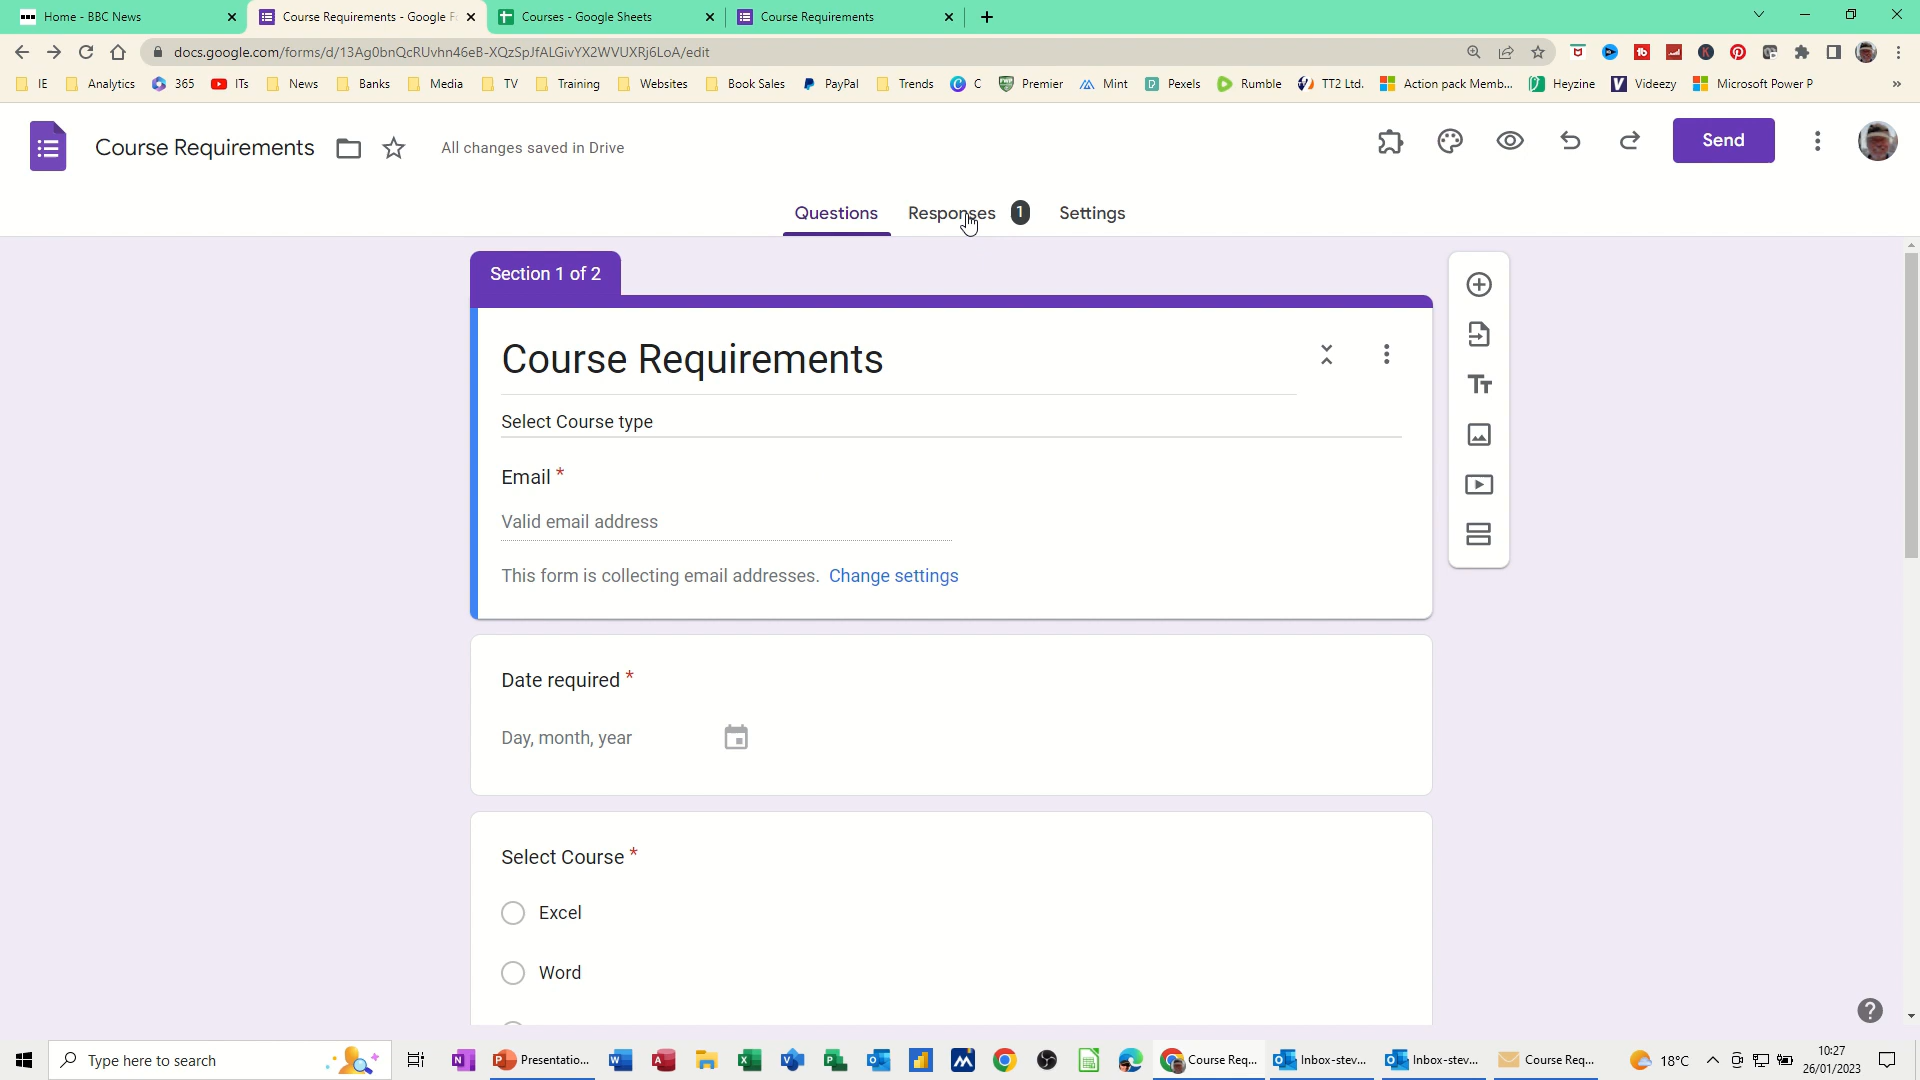 Home - BBC News
Course Requirements - Google F
Courses - Google Sheets
Course Requirements
docs.google.com/forms/d/13Ag0bnQcRUvhn46eB-XQzSpJfALGivYX2WVUXRj6LoA/edit
IE
Analytics
365
ITs
News
Banks
Media
TV
Training
Websites
Book Sales
PayPal
Trends
C
Premier
Mint
Pexels
Rumble
TT2 Ltd.
Action pack Memb...
Heyzine
Videezy
Microsoft Power P
»
Course Requirements
All changes saved in Drive
Send
Questions
Responses 1
Settings
Section 1 of 2
Course Requirements
Select Course type
Email *
Valid email address
This form is collecting email addresses. Change settings
Date required *
Day, month, year
Select Course *
Excel
Word
Type here to search
Presentatio...
Course Req...
Inbox-stev...
Inbox-stev...
Course Req...
18°C
10:27
26/01/2023